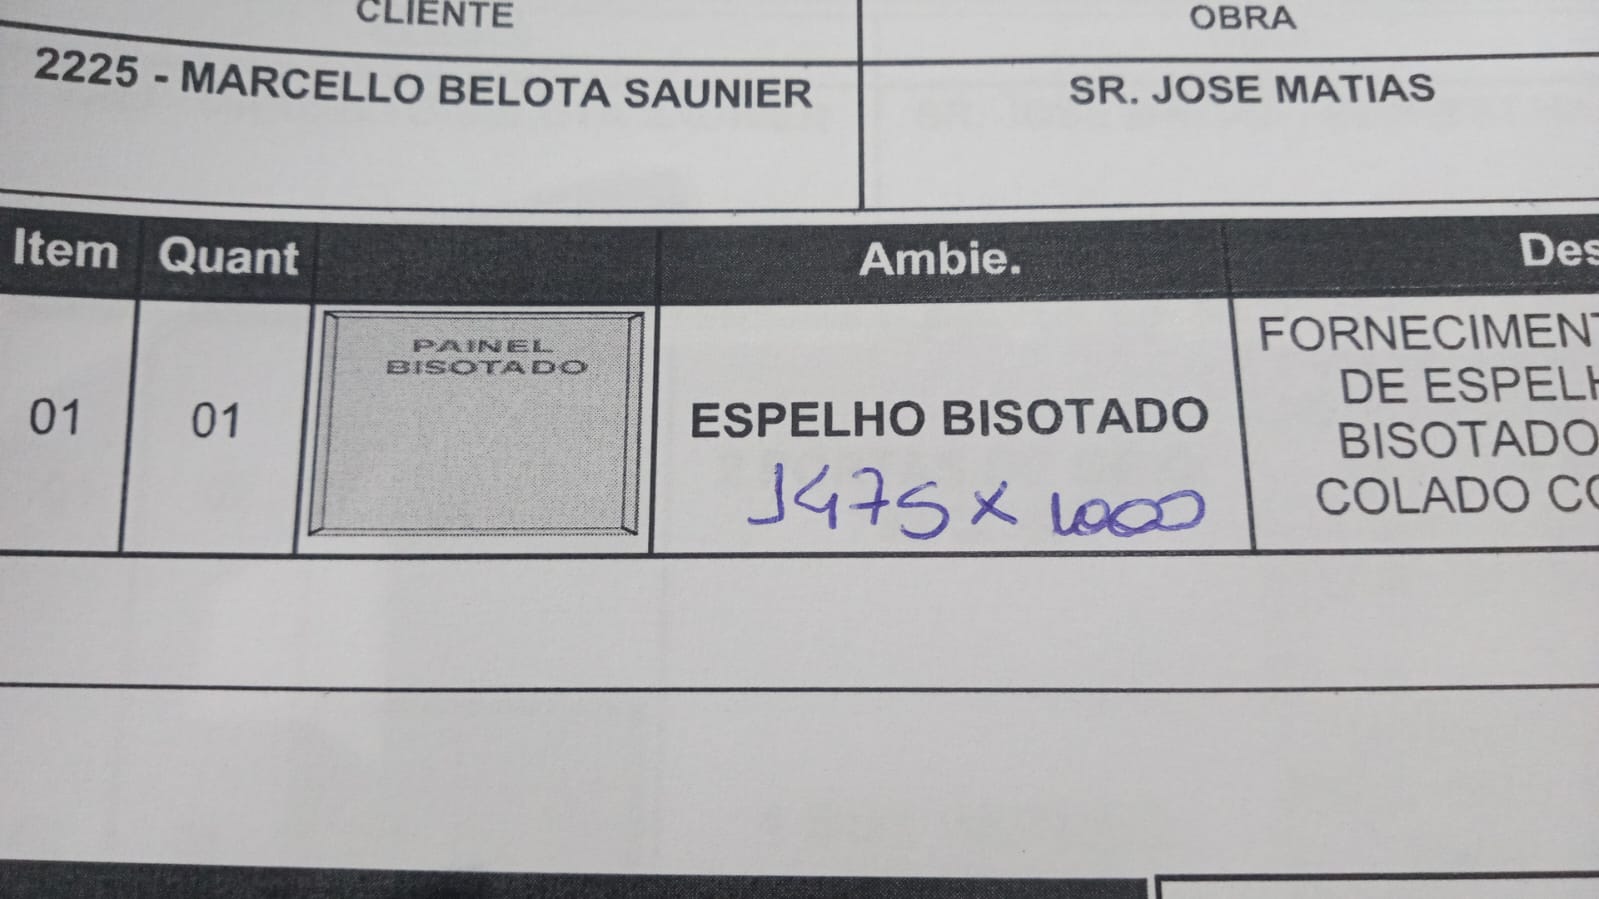 CLIENTE
OBRA
2225 - MARCELLO BELOTA SAUNIER
SR. JOSE MATIAS
Item
Quant
Ambie.
Des
01
01
PAINEL
BISOTADO
ESPELHO BISOTADO
1475 x 1000
FORNECIMENT
DE ESPELH
BISOTADO
COLADO CO